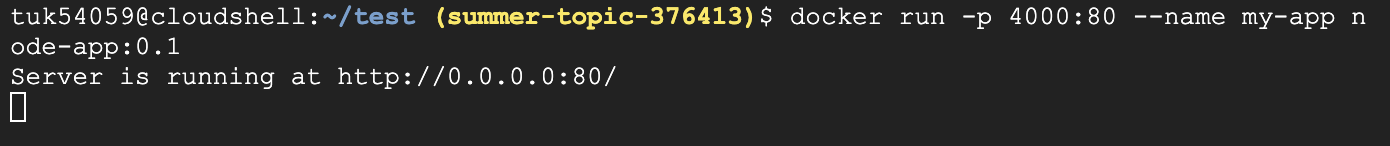 tuk54059@cloudshell:~/test (summer-topic-376413)$ docker run -p 4000:80 --name my-app n
ode-app:0.1
Server is running at http://0.0.0.0:80/